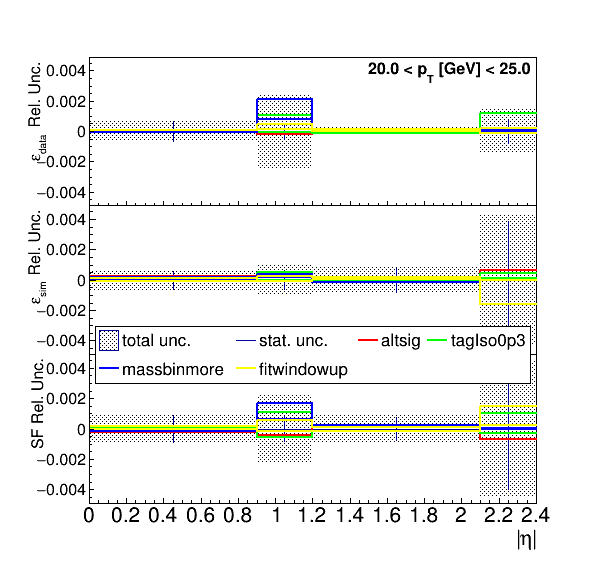 20.0 < p_T [GeV] < 25.0
ε_data Rel. Unc.
0.004
0.002
0
−0.002
−0.004
ε_sim Rel. Unc.
0.004
0.002
0
−0.002
−0.004
total unc. stat. unc. altsig tagIso0p3
massbinmore fitwindowup
SF Rel. Unc.
0.004
0.002
0
−0.002
−0.004
0 0.2 0.4 0.6 0.8 1 1.2 1.4 1.6 1.8 2 2.2 2.4
|η|